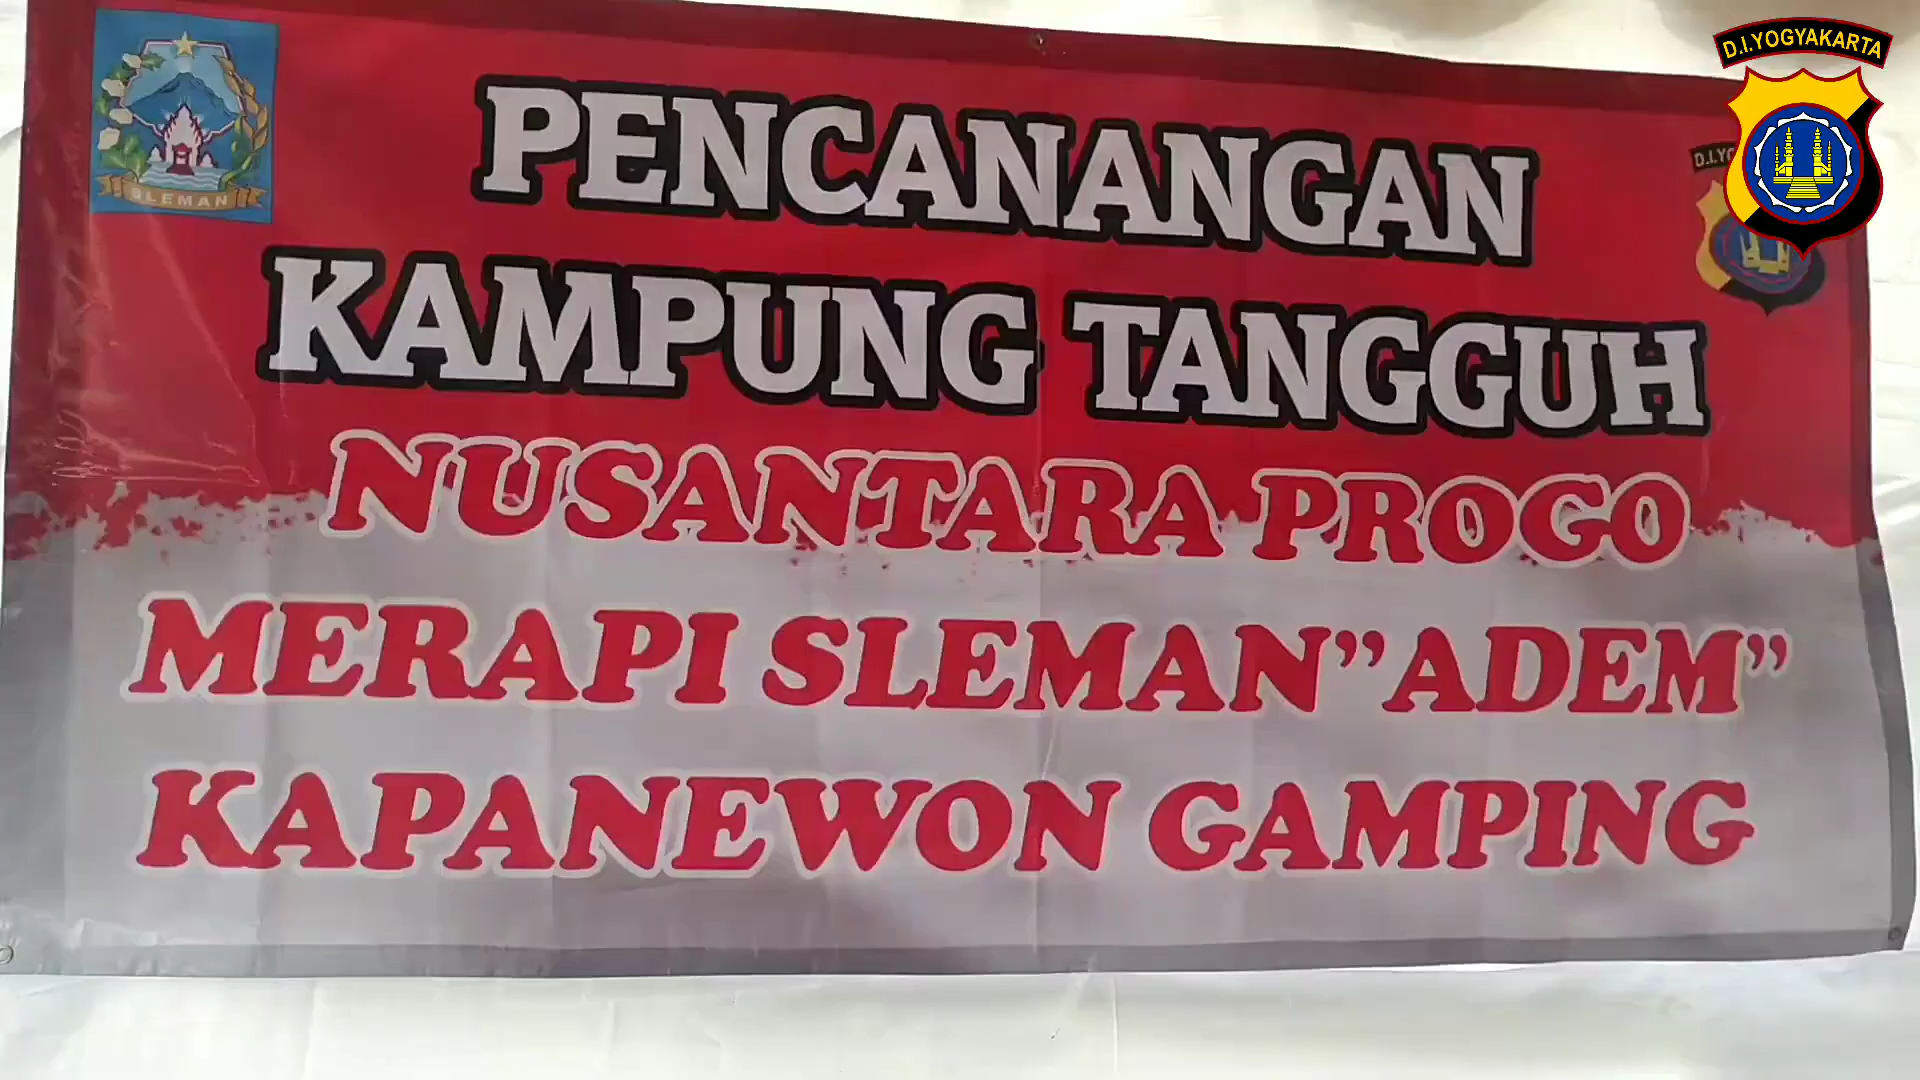 D.I.YOGYAKARTA
SLEMAN
PENCANANGAN
KAMPUNG TANGGUH
NUSANTARA PROGO
MERAPI SLEMAN”ADEM”
KAPANEWON GAMPING